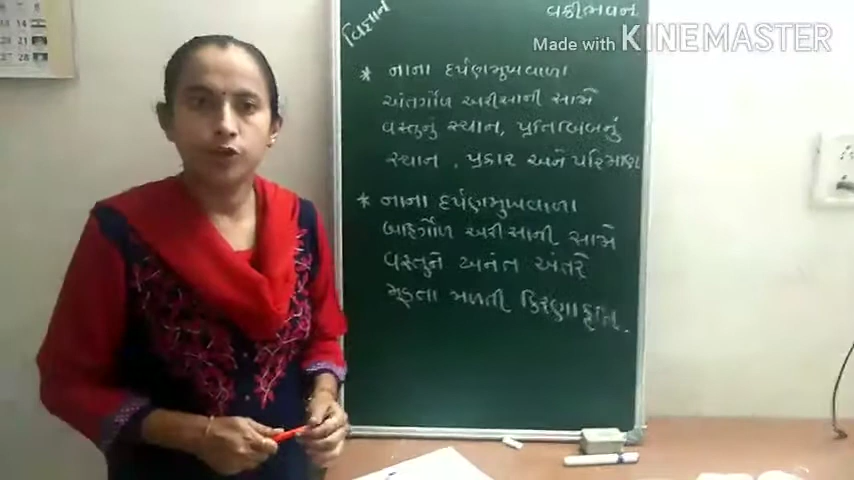 વિજ્ઞાન
વક્રીભવન
Made with KINEMASTER
* નાના દર્પણમુખવાળા
અંતર્ગોળ અરીસાની સામે
વસ્તુનું સ્થાન, પ્રતિબિંબનું
સ્થાન, પ્રકાર અને પરિમાણ
* નાના દર્પણમુખવાળા
બહિર્ગોળ અરીસાની સામે
વસ્તુને અનંત અંતરે
મૂકતા મળતી કિરણાકૃતિ.